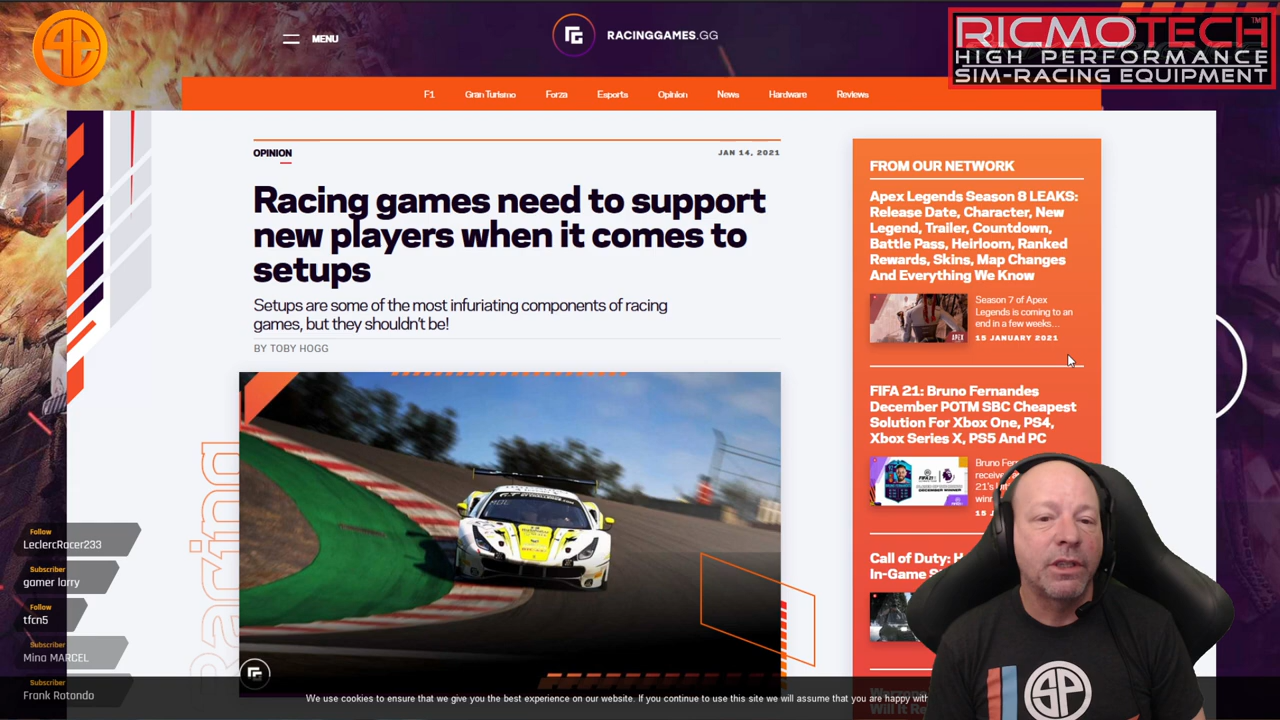 MENU
RACINGGAMES.GG
RICMOTECH™
HIGH PERFORMANCE
SIM-RACING EQUIPMENT
F1 Gran Turismo Forza Esports Opinion News Hardware Reviews
OPINION
JAN 14, 2021
Racing games need to support
new players when it comes to
setups
Setups are some of the most infuriating components of racing
games, but they shouldn't be!
BY TOBY HOGG
FROM OUR NETWORK
Apex Legends Season 8 LEAKS:
Release Date, Character, New
Legend, Trailer, Countdown,
Battle Pass, Heirloom, Ranked
Rewards, Skins, Map Changes
And Everything We Know
Season 7 of Apex
Legends is coming to an
end in a few weeks...
15 JANUARY 2021
FIFA 21: Bruno Fernandes
December POTM SBC Cheapest
Solution For Xbox One, PS4,
Xbox Series X, PS5 And PC
Call of Duty:
In-Game
Racing
Follow
LeclercRacer233
Subscriber
gamer larry
Follow
tfcn5
Subscriber
Mina MARCEL
Subscriber
Frank Rotondo
We use cookies to ensure that we give you the best experience on our website. If you continue to use this site we will assume that you are happy with